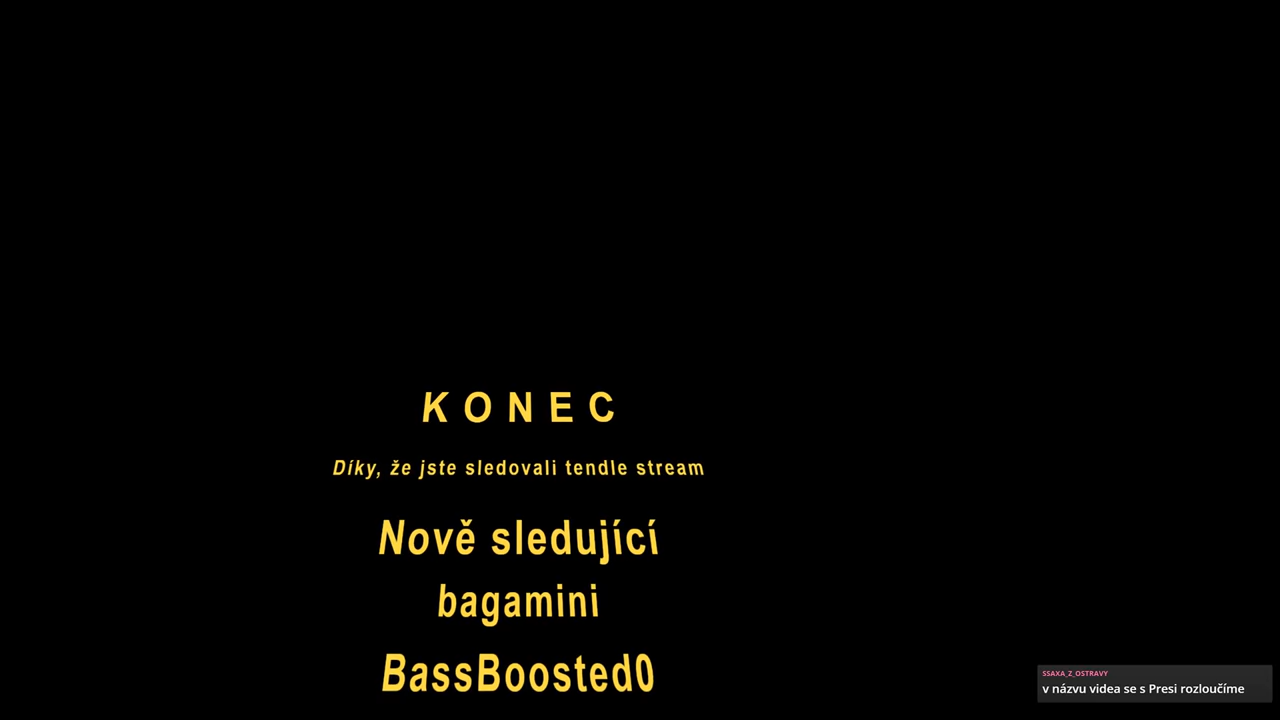 K O N E C
Díky, že jste sledovali tendle stream
Nově sledující
bagamini
BassBoosted0
SSAXA_Z_OSTRAVY
v názvu videa se s Presi rozloučíme